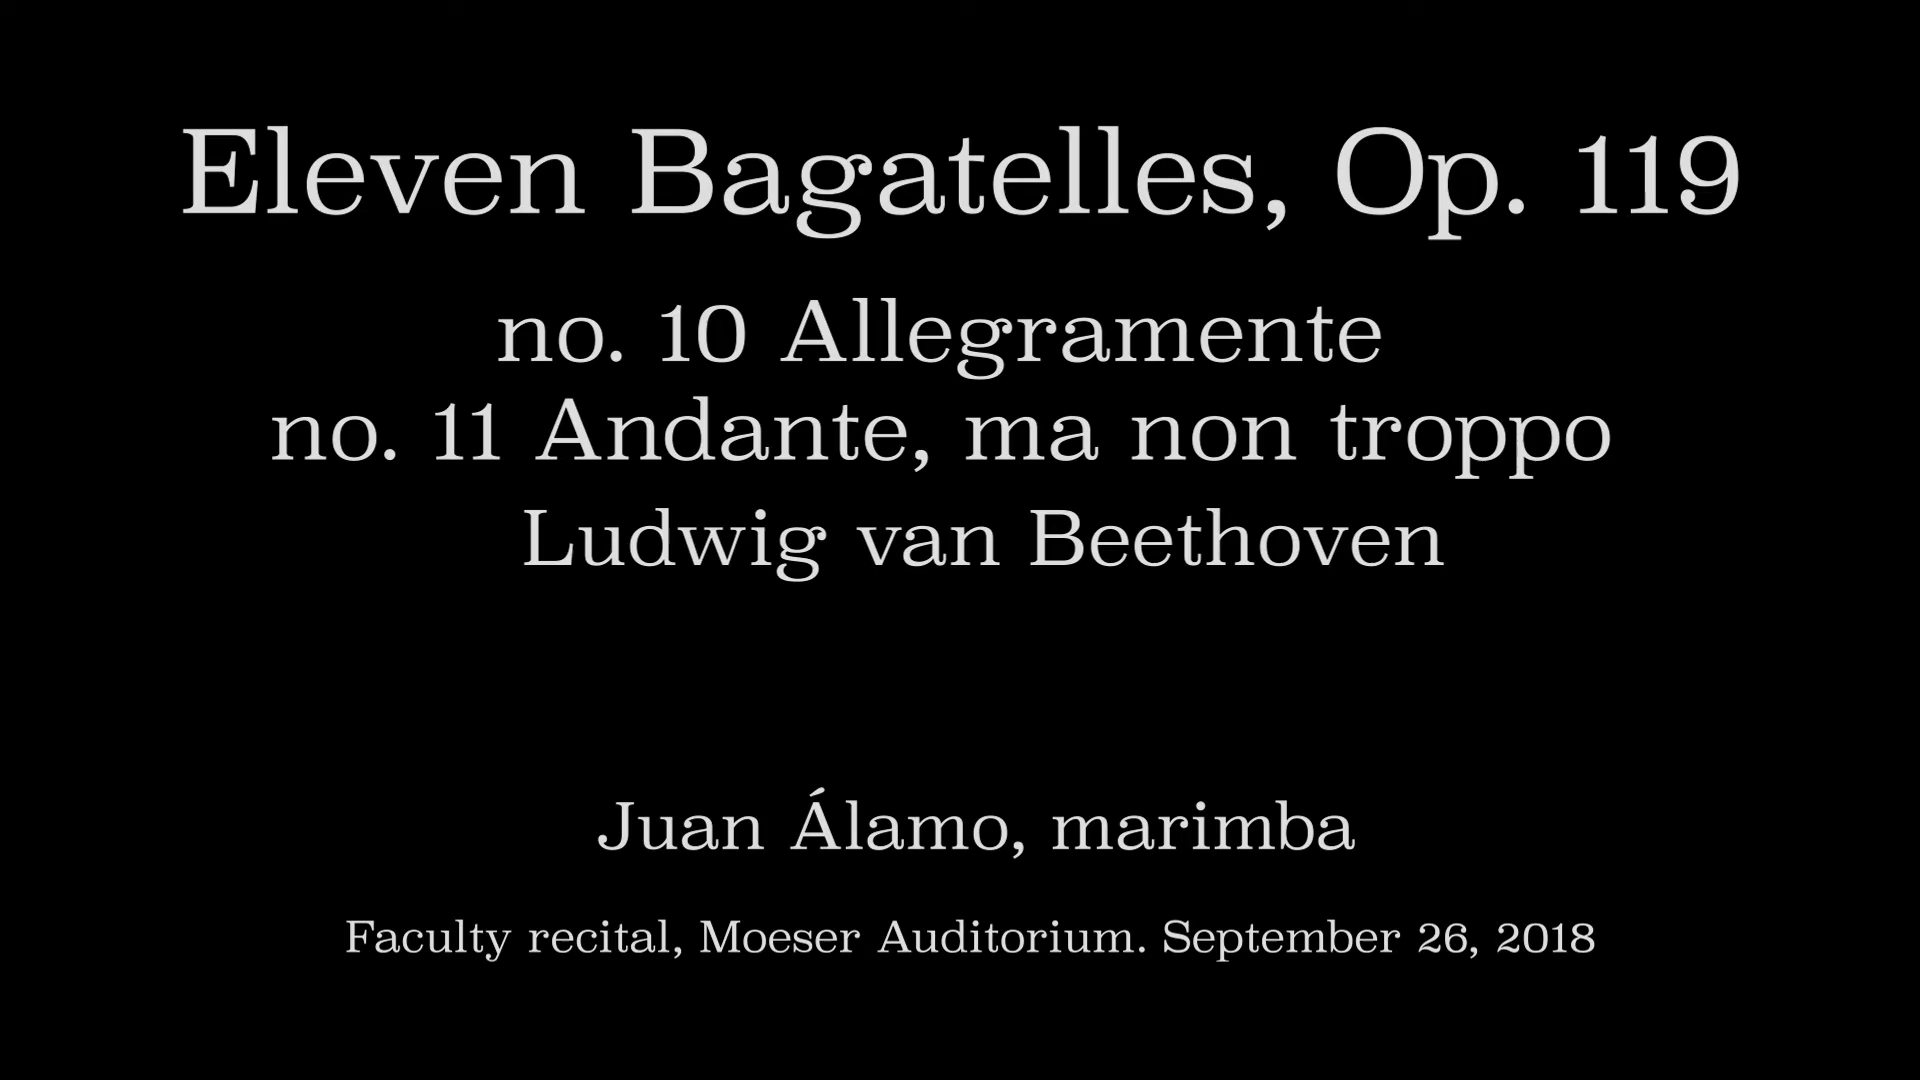 Eleven Bagatelles, Op. 119
no. 10 Allegramente
no. 11 Andante, ma non troppo
Ludwig van Beethoven
Juan Álamo, marimba
Faculty recital, Moeser Auditorium. September 26, 2018